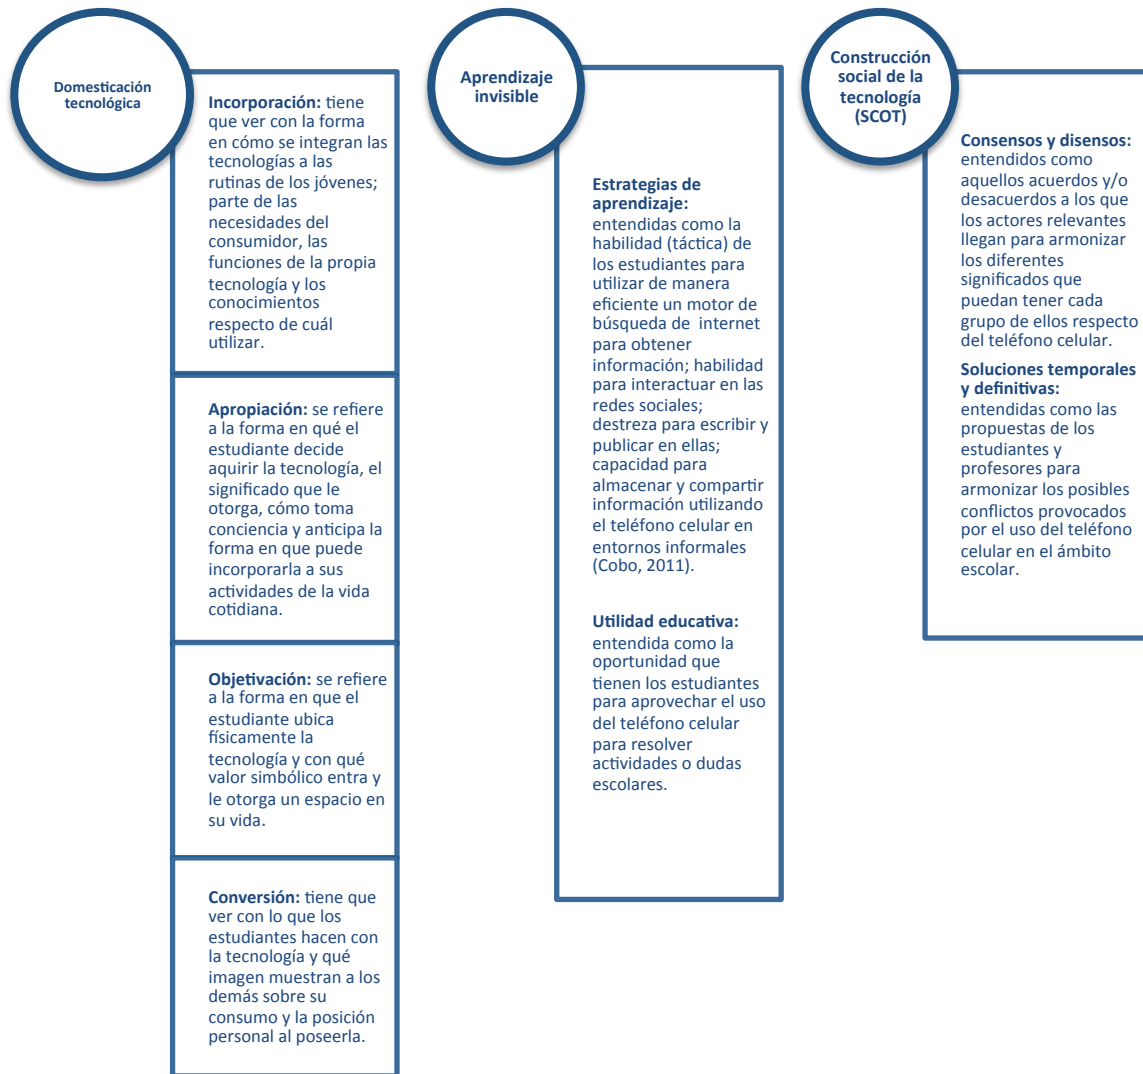 Domesticación
tecnológica
Incorporación: tiene
que ver con la forma
en cómo se integran las
tecnologías a las
rutinas de los jóvenes;
parte de las
necesidades del
consumidor, las
funciones de la propia
tecnología y los
conocimientos
respecto de cuál
utilizar.
Apropiación: se refiere
a la forma en qué el
estudiante decide
aquirir la tecnología, el
significado que le
otorga, cómo toma
conciencia y anticipa la
forma en que puede
incorporarla a sus
actividades de la vida
cotidiana.
Objetivación: se refiere
a la forma en que el
estudiante ubica
físicamente la
tecnología y con qué
valor simbólico entra y
le otorga un espacio en
su vida.
Conversión: tiene que
ver con lo que los
estudiantes hacen con
la tecnología y qué
imagen muestran a los
demás sobre su
consumo y la posición
personal al poseerla.
Aprendizaje
invisible
Estrategias de
aprendizaje:
entendidas como la
habilidad (táctica) de
los estudiantes para
utilizar de manera
eficiente un motor de
búsqueda de internet
para obtener
información; habilidad
para interactuar en las
redes sociales;
destreza para escribir y
publicar en ellas;
capacidad para
almacenar y compartir
información utilizando
el teléfono celular en
entornos informales
(Cobo, 2011).
Utilidad educativa:
entendida como la
oportunidad que
tienen los estudiantes
para aprovechar el uso
del teléfono celular
para resolver
actividades o dudas
escolares.
Construcción
social de la
tecnología
(SCOT)
Consensos y disensos:
entendidos como
aquellos acuerdos y/o
desacuerdos a los que
los actores relevantes
llegan para armonizar
los diferentes
significados que
puedan tener cada
grupo de ellos respecto
del teléfono celular.
Soluciones temporales
y definitivas:
entendidas como las
propuestas de los
estudiantes y
profesores para
armonizar los posibles
conflictos provocados
por el uso del teléfono
celular en el ámbito
escolar.